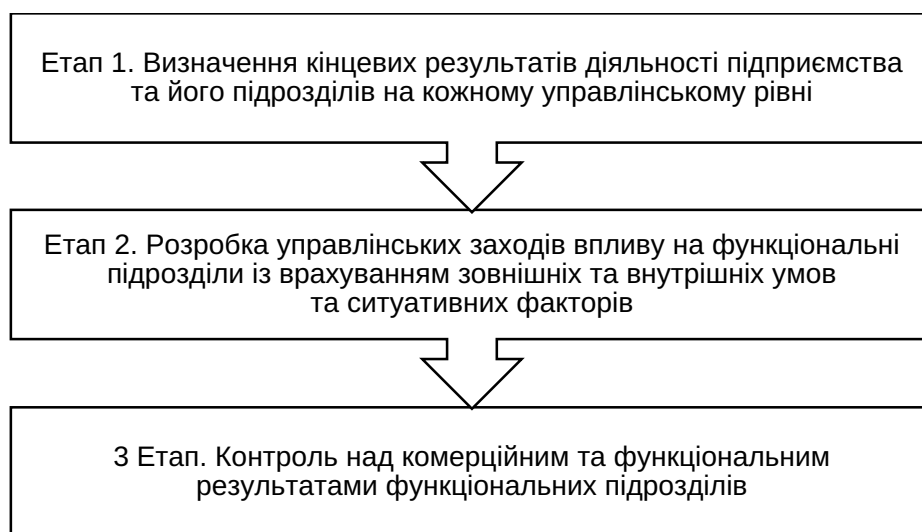 Етап 1. Визначення кінцевих результатів діяльності підприємства
та його підрозділів на кожному управлінському рівні
Етап 2. Розробка управлінських заходів впливу на функціональні
підрозділи із врахуванням зовнішніх та внутрішніх умов
та ситуативних факторів
3 Етап. Контроль над комерційним та функціональним
результатами функціональних підрозділів